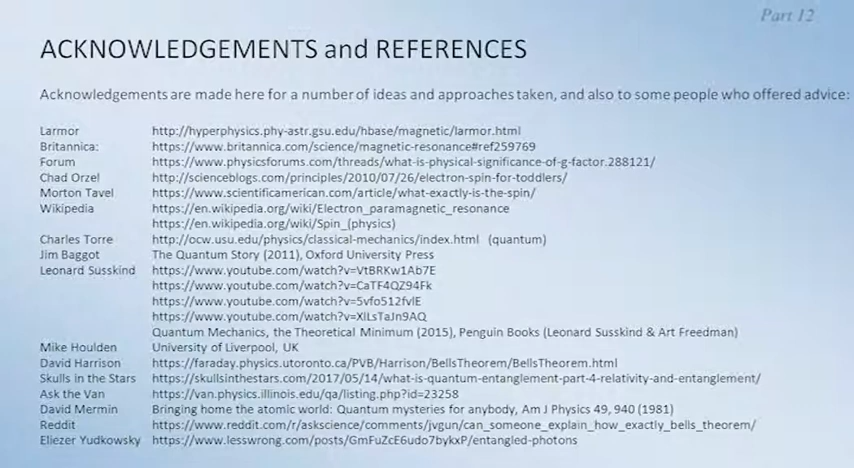 Part 12
ACKNOWLEDGEMENTS and REFERENCES
Acknowledgements are made here for a number of ideas and approaches taken, and also to some people who offered advice:
Larmor http://hyperphysics.phy-astr.gsu.edu/hbase/magnetic/larmor.html
Britannica: https://www.britannica.com/science/magnetic-resonance#ref259769
Forum https://www.physicsforums.com/threads/what-is-physical-significance-of-g-factor.288121/
Chad Orzel http://scienceblogs.com/principles/2010/07/26/electron-spin-for-toddlers/
Morton Tavel https://www.scientificamerican.com/article/what-exactly-is-the-spin/
Wikipedia https://en.wikipedia.org/wiki/Electron_paramagnetic_resonance
https://en.wikipedia.org/wiki/Spin_(physics)
Charles Torre http://ocw.usu.edu/physics/classical-mechanics/index.html (quantum)
Jim Baggot The Quantum Story (2011), Oxford University Press
Leonard Susskind https://www.youtube.com/watch?v=VtBRKw1Ab7E
https://www.youtube.com/watch?v=CaTF4QZ94Fk
https://www.youtube.com/watch?v=5vfo512fvlE
https://www.youtube.com/watch?v=XlLsTaJn9AQ
Quantum Mechanics, the Theoretical Minimum (2015), Penguin Books (Leonard Susskind & Art Freedman)
Mike Houlden University of Liverpool, UK
David Harrison https://faraday.physics.utoronto.ca/PVB/Harrison/BellsTheorem/BellsTheorem.html
Skulls in the Stars https://skullsinthestars.com/2017/05/14/what-is-quantum-entanglement-part-4-relativity-and-entanglement/
Ask the Van https://van.physics.illinois.edu/qa/listing.php?id=23258
David Mermin Bringing home the atomic world: Quantum mysteries for anybody, Am J Physics 49, 940 (1981)
Reddit https://www.reddit.com/r/askscience/comments/jvgun/can_someone_explain_how_exactly_bells_theorem/
Eliezer Yudkowsky https://www.lesswrong.com/posts/GmFuZcE6udo7bykxP/entangled-photons